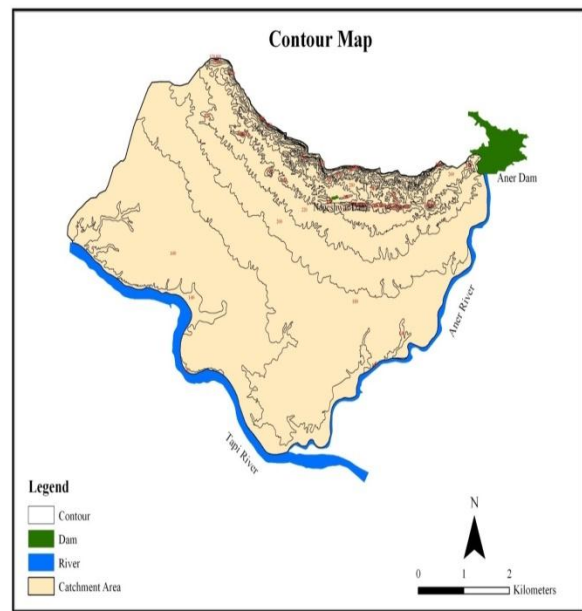 Contour Map
Aner Dam
Aner River
Tapi River
Legend
Contour
Dam
River
Catchment Area
N
0 1 2
Kilometers